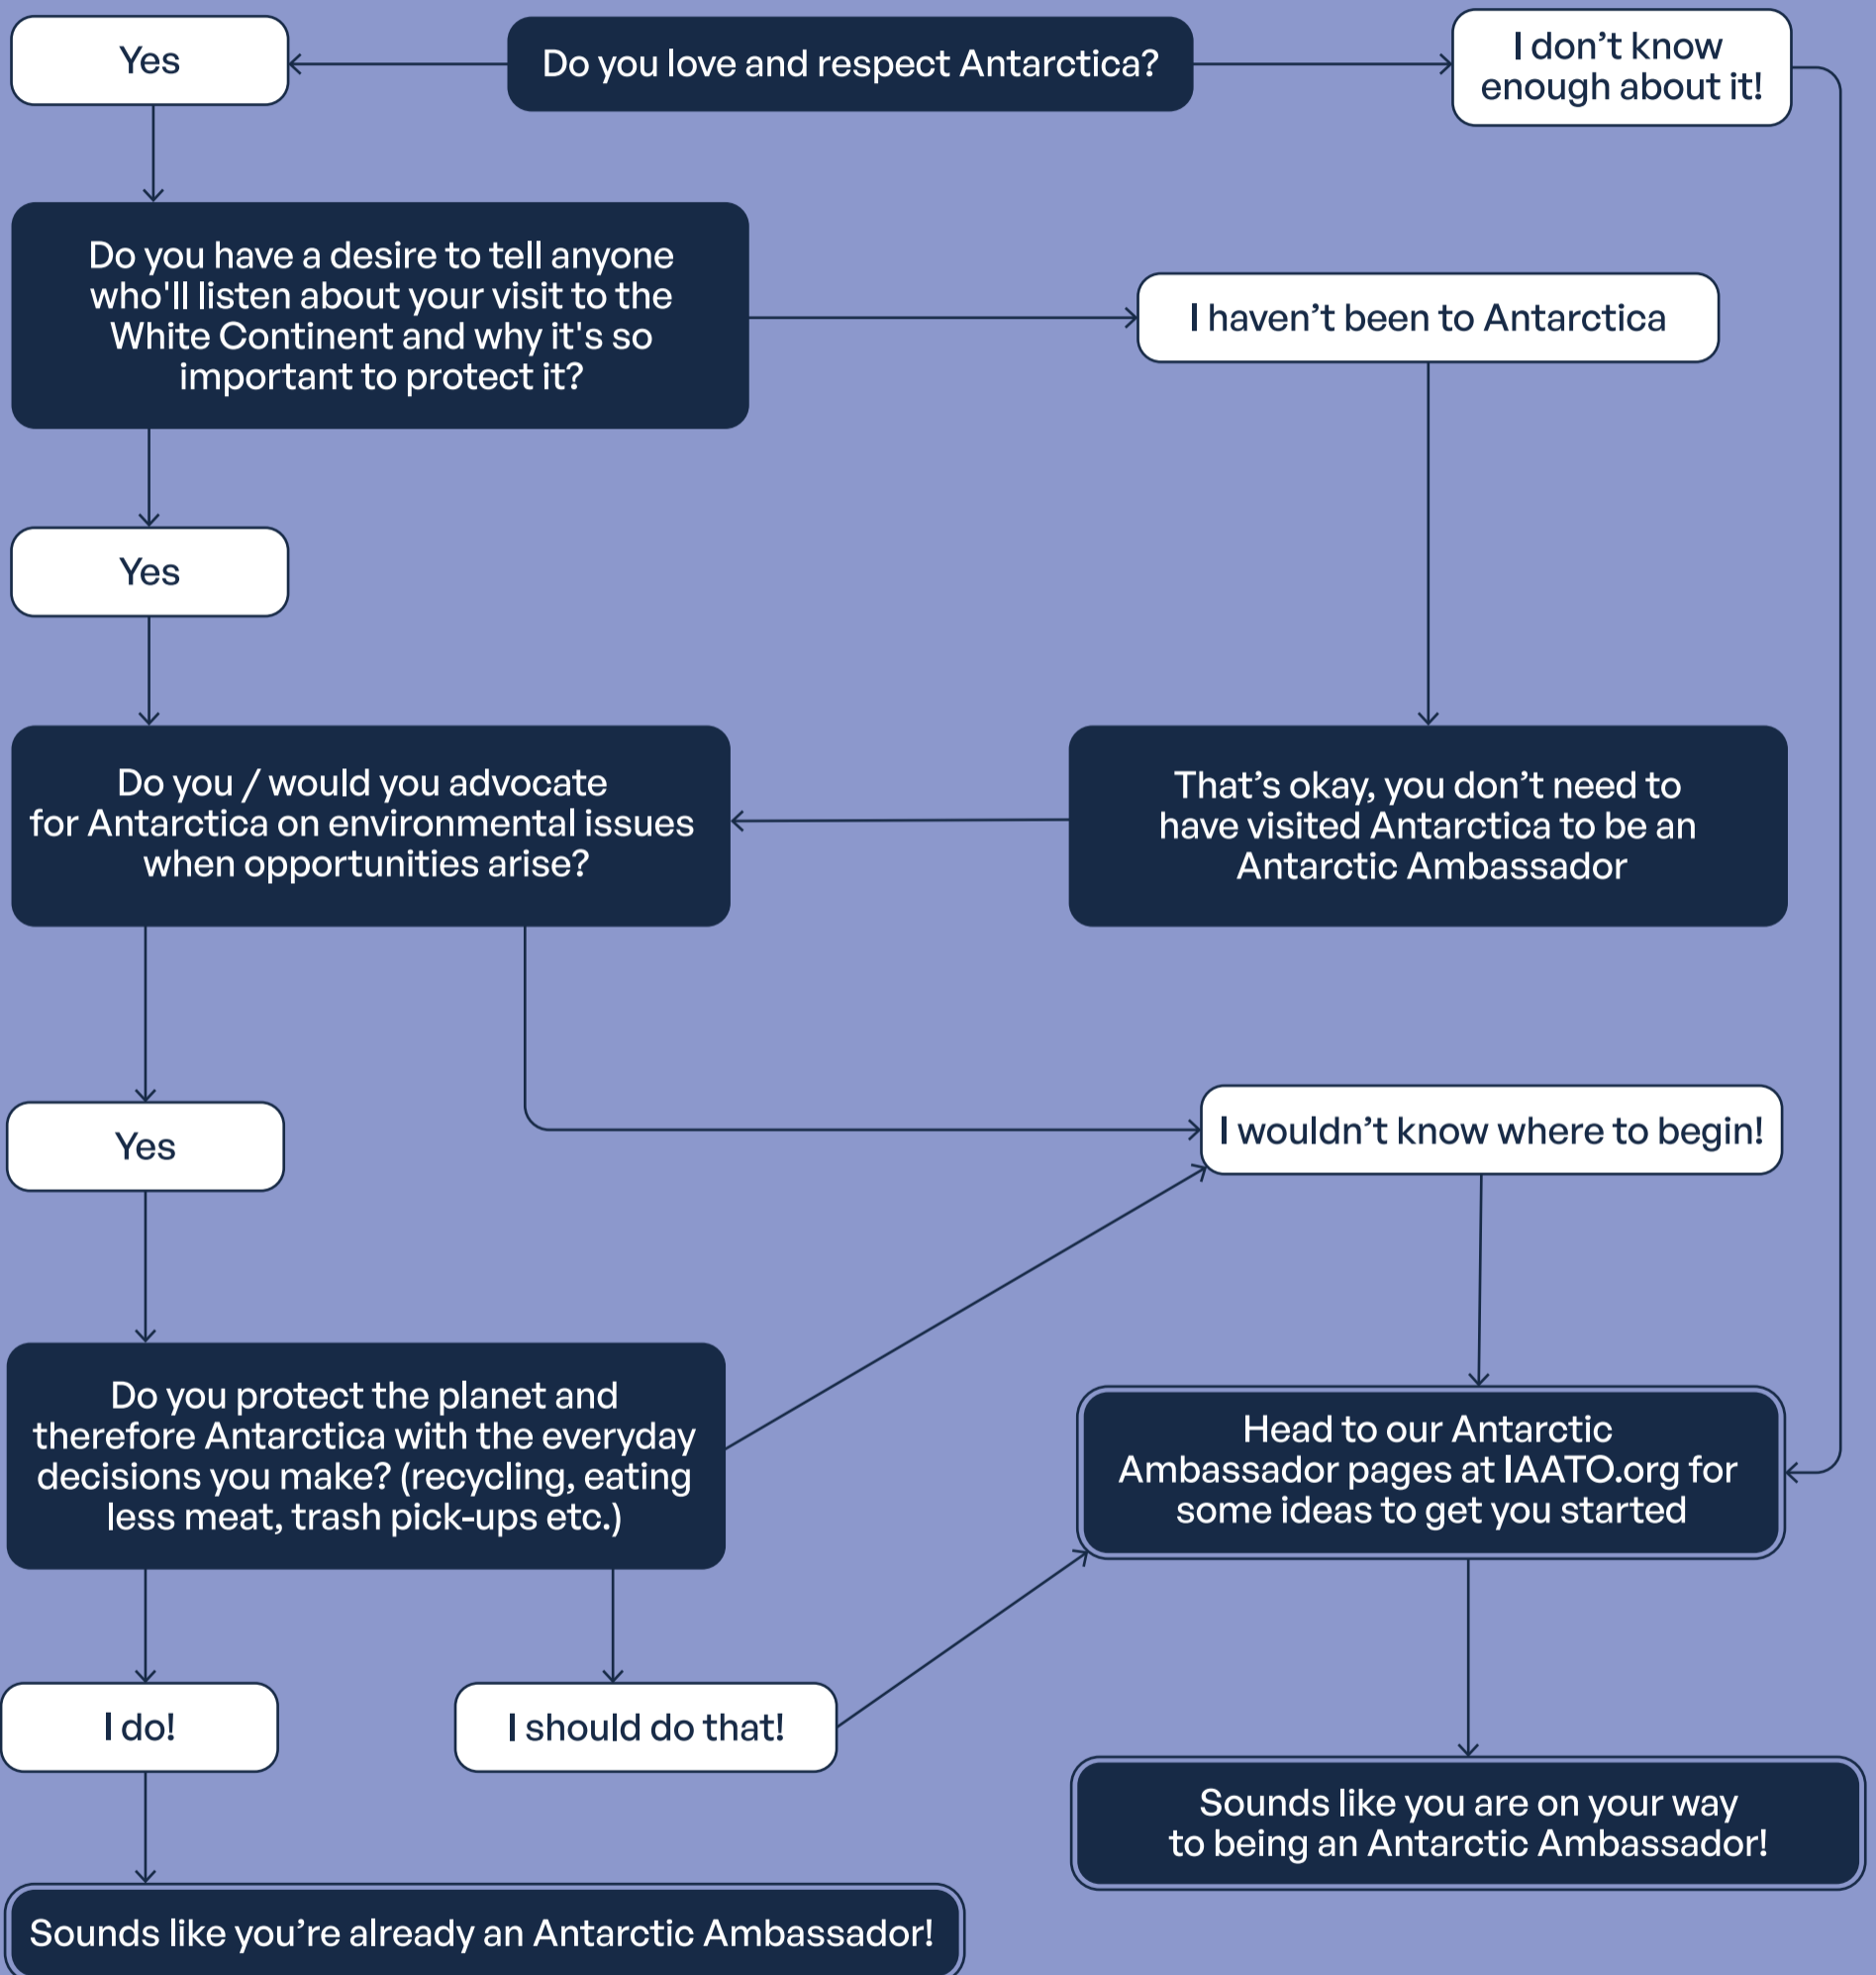 Yes
Do you love and respect Antarctica?
I don’t know
enough about it!
Do you have a desire to tell anyone
who'll listen about your visit to the
White Continent and why it's so
important to protect it?
I haven’t been to Antarctica
Yes
Do you / would you advocate
for Antarctica on environmental issues
when opportunities arise?
That’s okay, you don’t need to
have visited Antarctica to be an
Antarctic Ambassador
Yes
I wouldn’t know where to begin!
Do you protect the planet and
therefore Antarctica with the everyday
decisions you make? (recycling, eating
less meat, trash pick-ups etc.)
Head to our Antarctic
Ambassador pages at IAATO.org for
some ideas to get you started
I do!
I should do that!
Sounds like you are on your way
to being an Antarctic Ambassador!
Sounds like you’re already an Antarctic Ambassador!